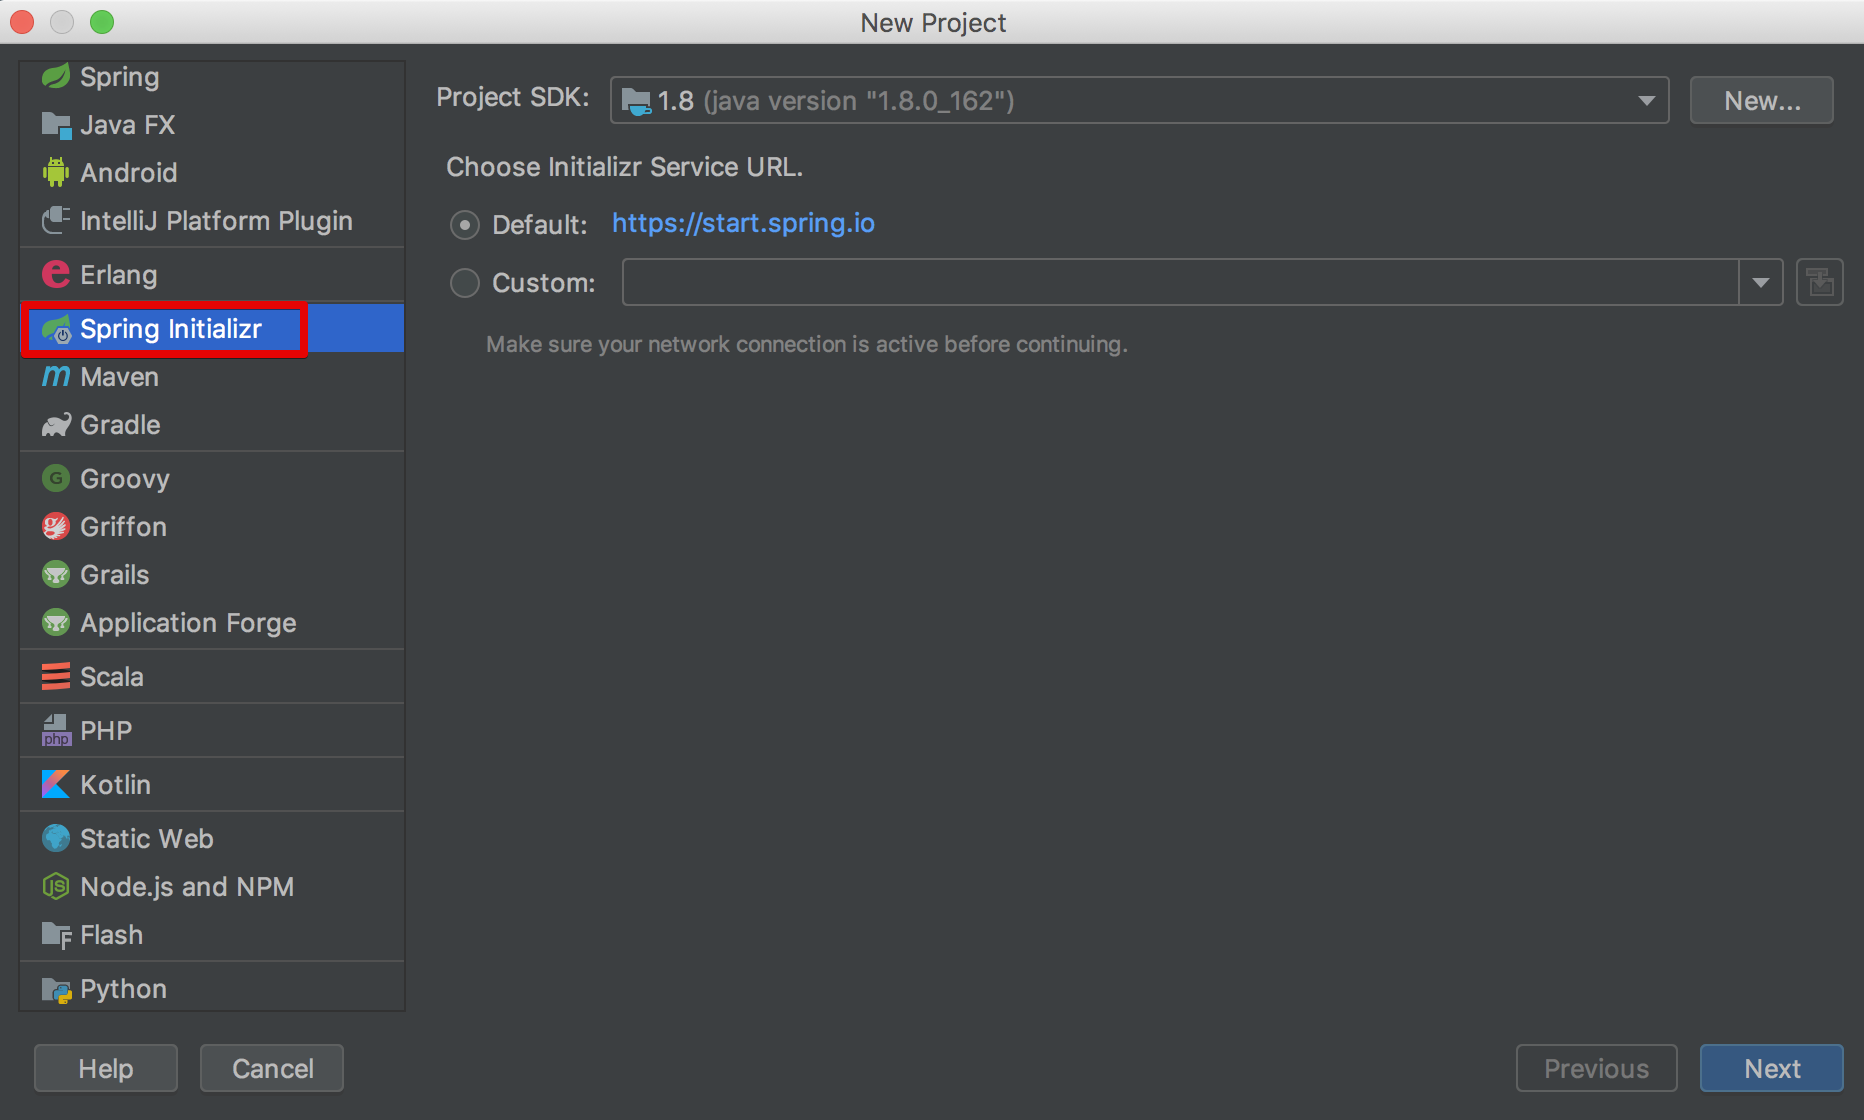 New Project
Spring
Java FX
Android
IntelliJ Platform Plugin
Erlang
Spring Initializr
Maven
Gradle
Groovy
Griffon
Grails
Application Forge
Scala
PHP
Kotlin
Static Web
Node.js and NPM
Flash
Python
Project SDK: 1.8 (java version "1.8.0_162") New...
Choose Initializr Service URL.
Default: https://start.spring.io
Custom:
Make sure your network connection is active before continuing.
Help Cancel Previous Next